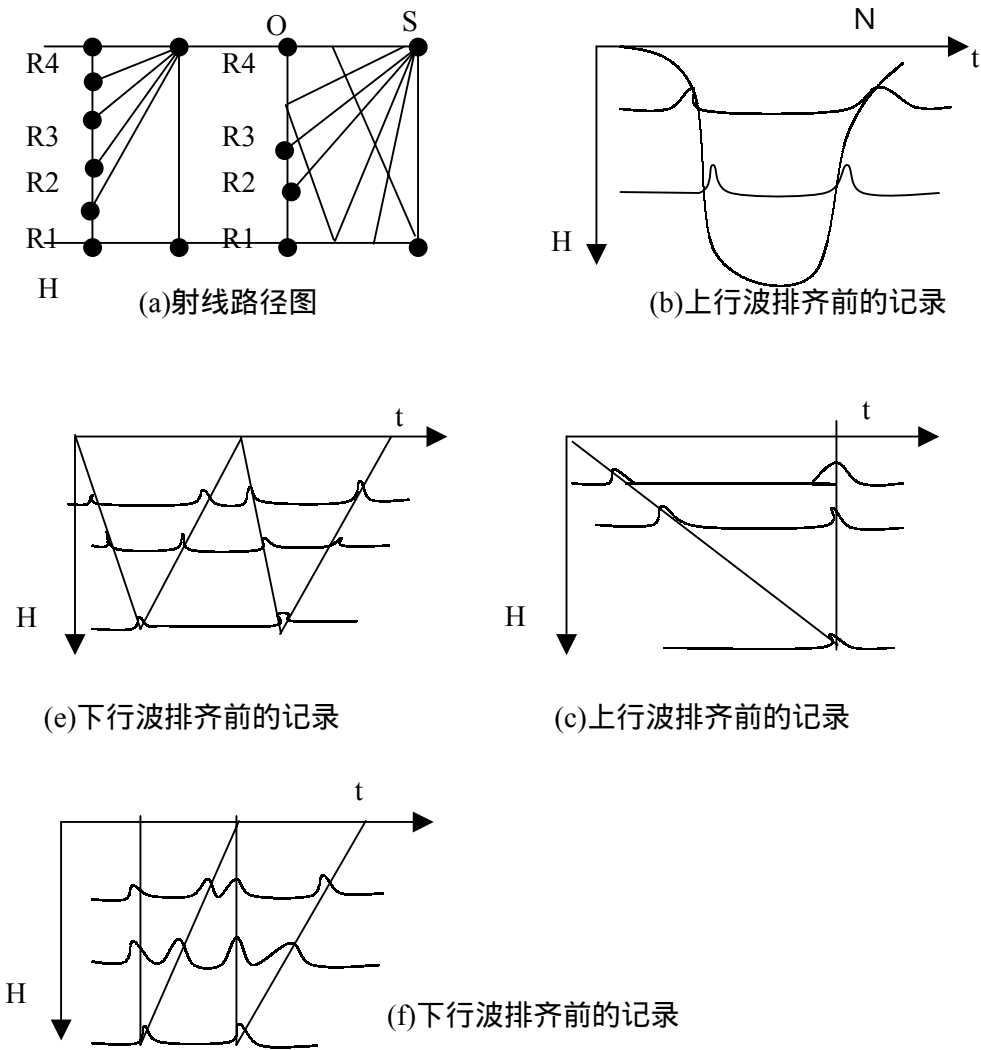 O S
R4 R4
R3 R3
R2 R2
R1 R1
H
(a)射线路径图
N
t
H
(b)上行波排齐前的记录
t
H
(e)下行波排齐前的记录
t
H
(c)上行波排齐前的记录
t
H
(f)下行波排齐前的记录